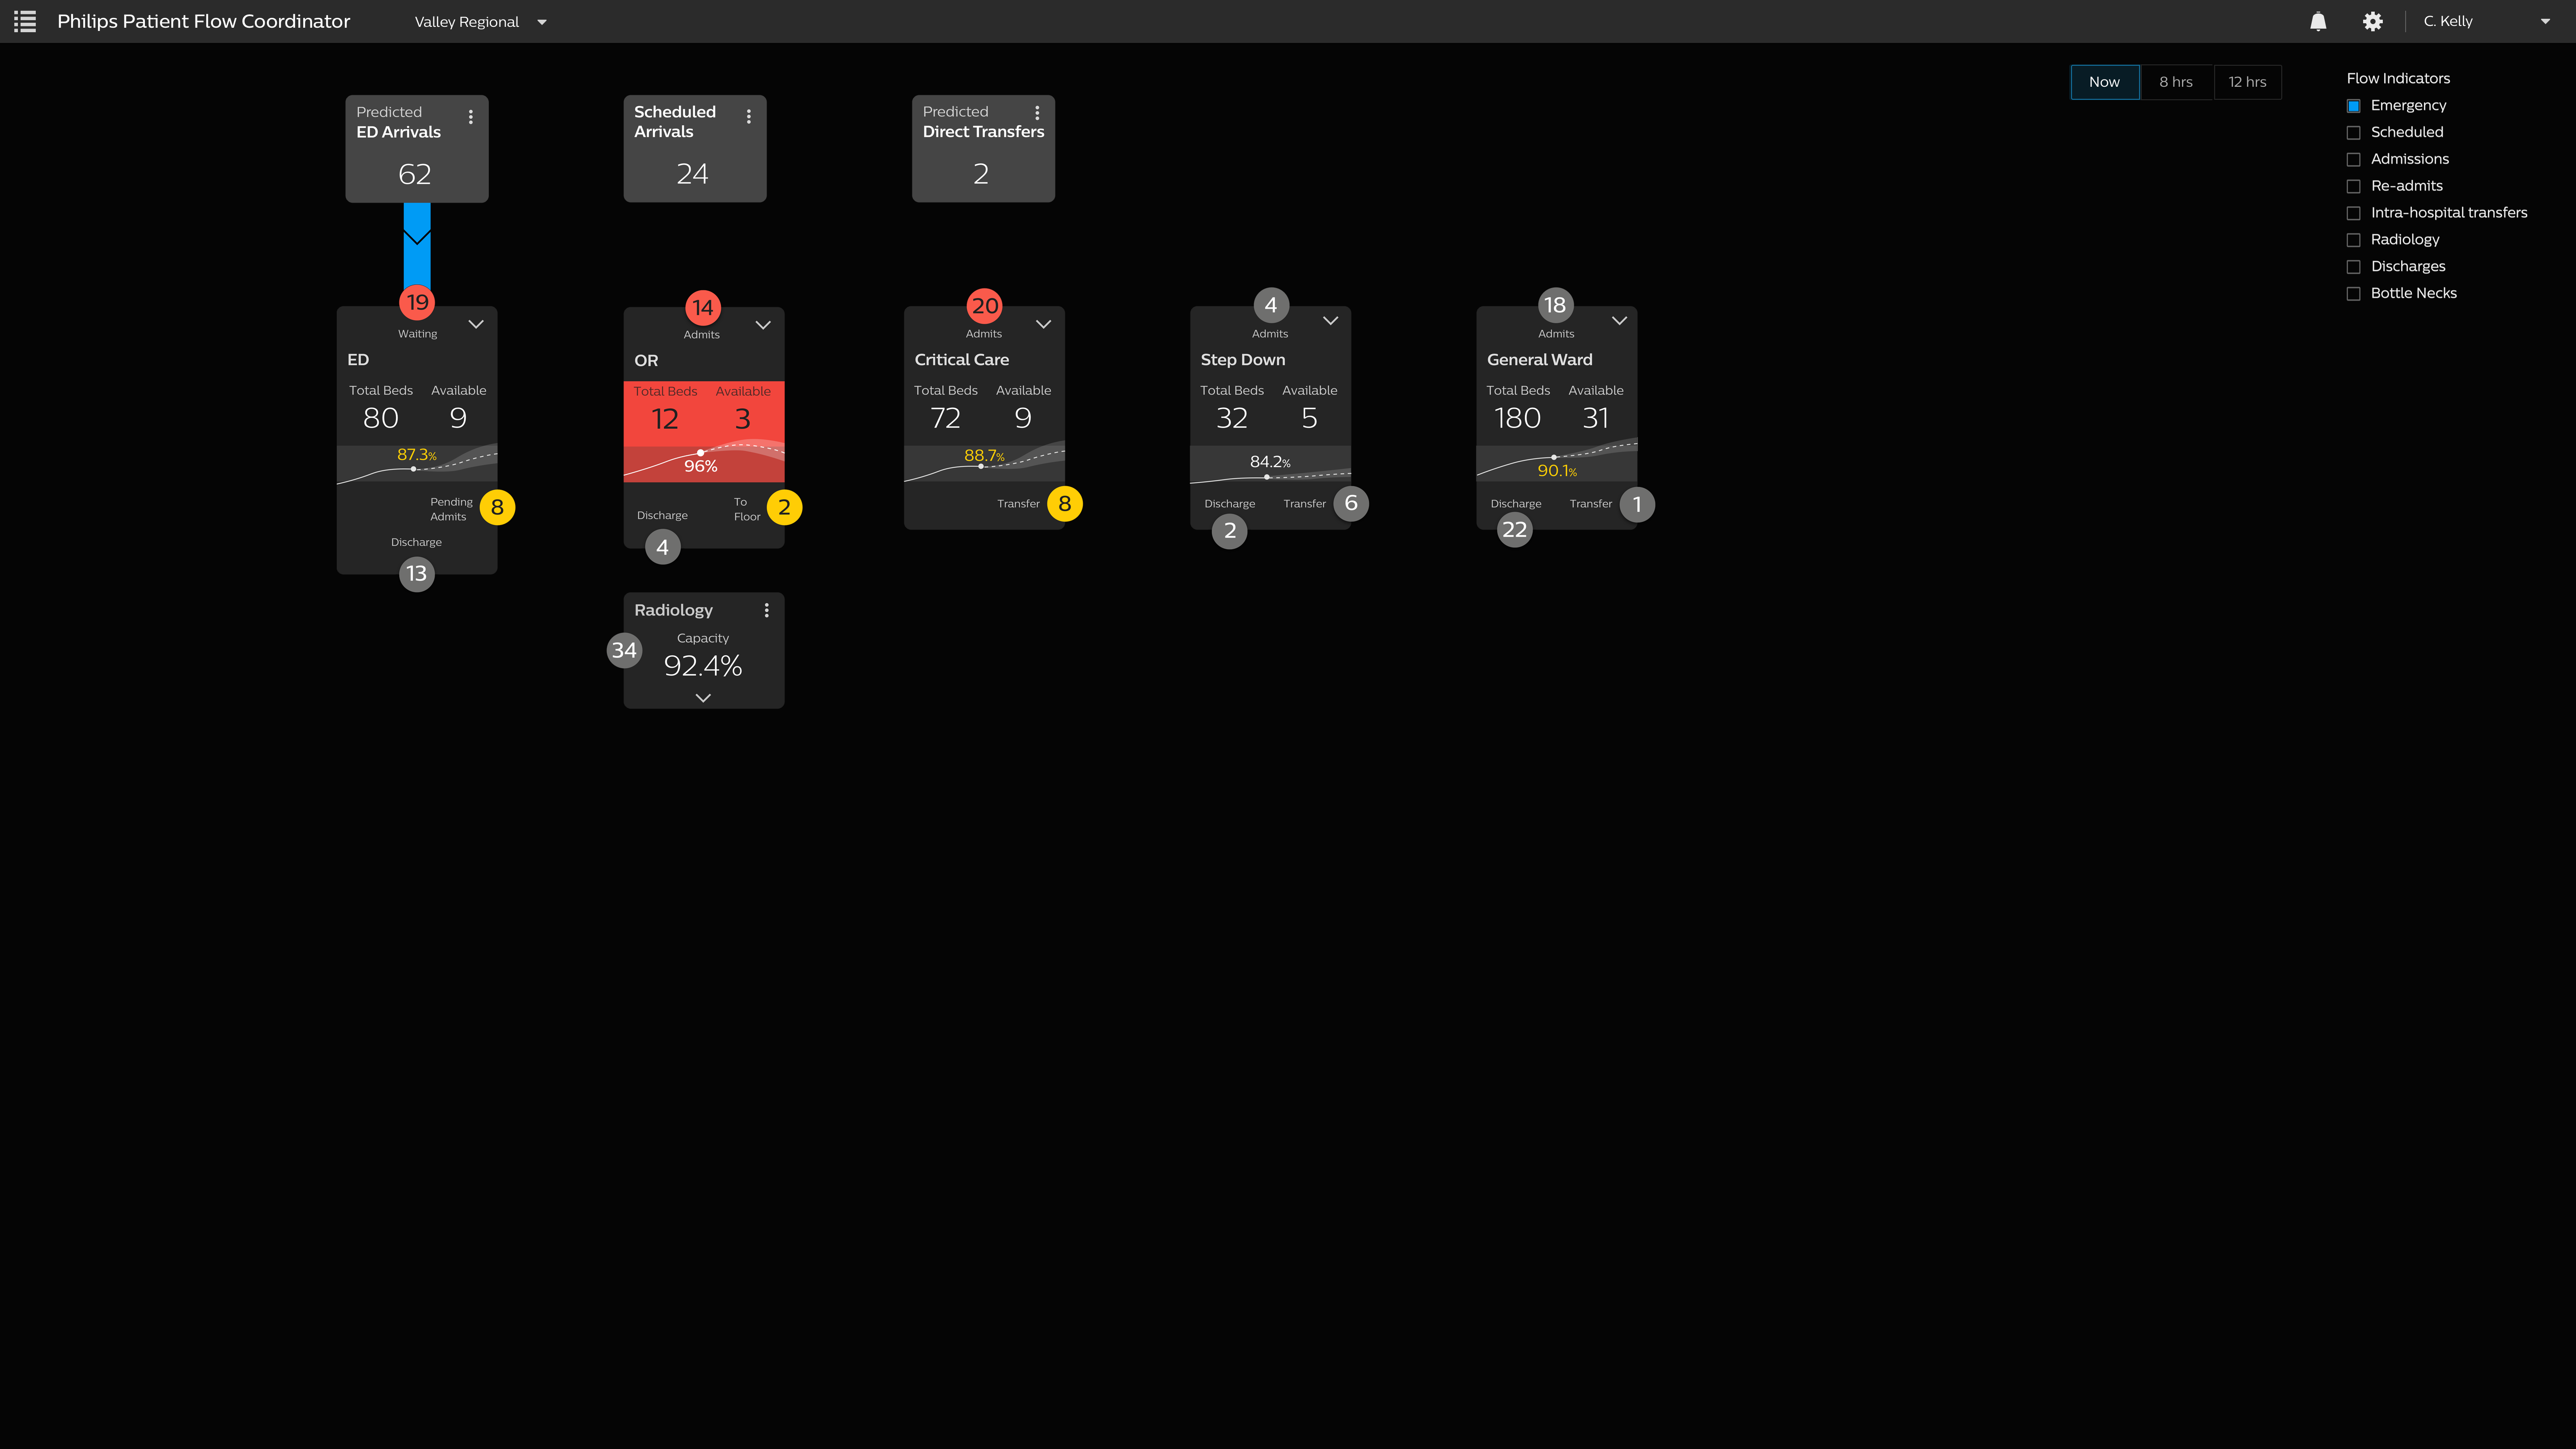 Philips Patient Flow Coordinator
Valley Regional
C. Kelly
Now
8 hrs
12 hrs
Flow Indicators
Emergency
Scheduled
Admissions
Re-admits
Intra-hospital transfers
Radiology
Discharges
Bottle Necks
Predicted
ED Arrivals
62
Scheduled
Arrivals
24
Predicted
Direct Transfers
2
19
Waiting
ED
Total Beds Available
80 9
87.3%
Pending
Admits
8
Discharge
13
14
Admits
OR
Total Beds Available
12 3
96%
To
Floor
2
Discharge
4
20
Admits
Critical Care
Total Beds Available
72 9
88.7%
Transfer 8
4
Admits
Step Down
Total Beds Available
32 5
84.2%
Discharge Transfer 6
2
18
Admits
General Ward
Total Beds Available
180 31
90.1%
Discharge Transfer 1
22
Radiology
Capacity
34
92.4%